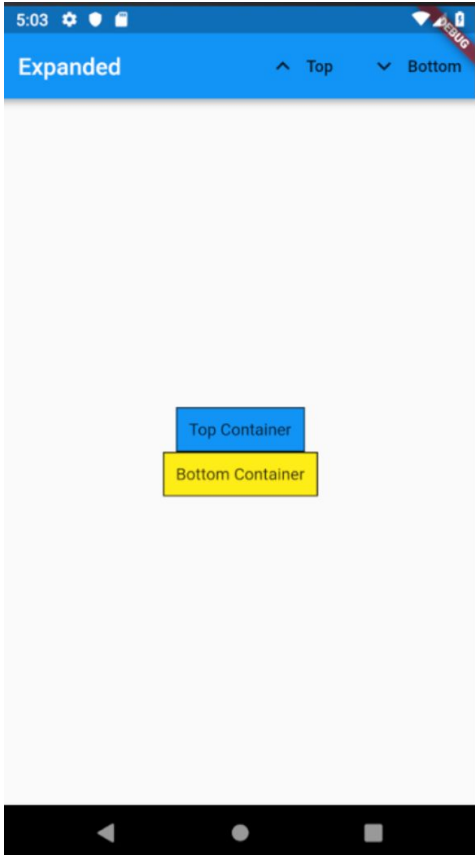 5:03
DEBUG
Expanded
Top
Bottom
Top Container
Bottom Container